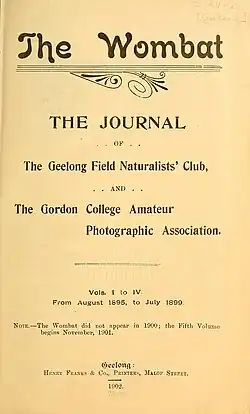 The Wombat
THE JOURNAL
. . OF . .
The Geelong Field Naturalists' Club,
. . AND . .
The Gordon College Amateur
Photographic Association.
Vols. I to IV.
From August 1895, to July 1899.
NOTE.—The Wombat did not appear in 1900; the Fifth Volume
begins November, 1901.
Geelong:
HENRY FRANKS & CO., PRINTERS, MALOP STREET.
1902.